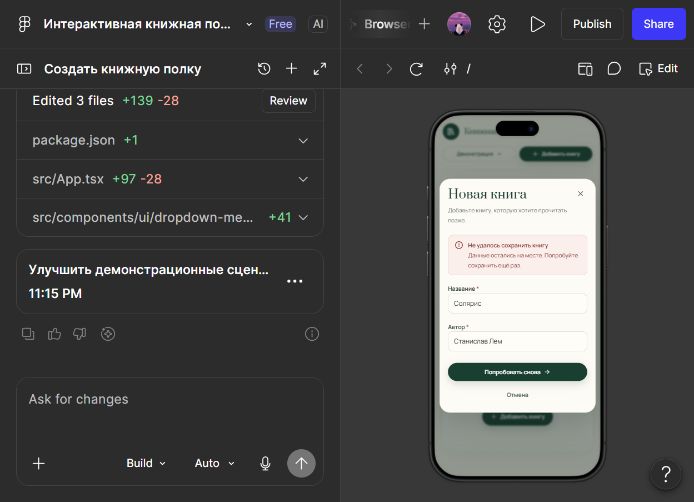 Интерактивная книжная по...
Free
AI
Browser
Publish
Share
Создать книжную полку
/
Edit
Edited 3 files +139 -28
Review
package.json +1
src/App.tsx +97 -28
src/components/ui/dropdown-me... +41
Улучшить демонстрационные сцен...
11:15 PM
Ask for changes
Build
Auto
?
Демонстрация
+ Добавить книгу
Новая книга
Добавьте книгу, которую хотите прочитать
позже.
Не удалось сохранить книгу
Данные остались на месте. Попробуйте
сохранить ещё раз.
Название *
Солярис
Автор *
Станислав Лем
Попробовать снова →
Отмена
+ Добавить книгу